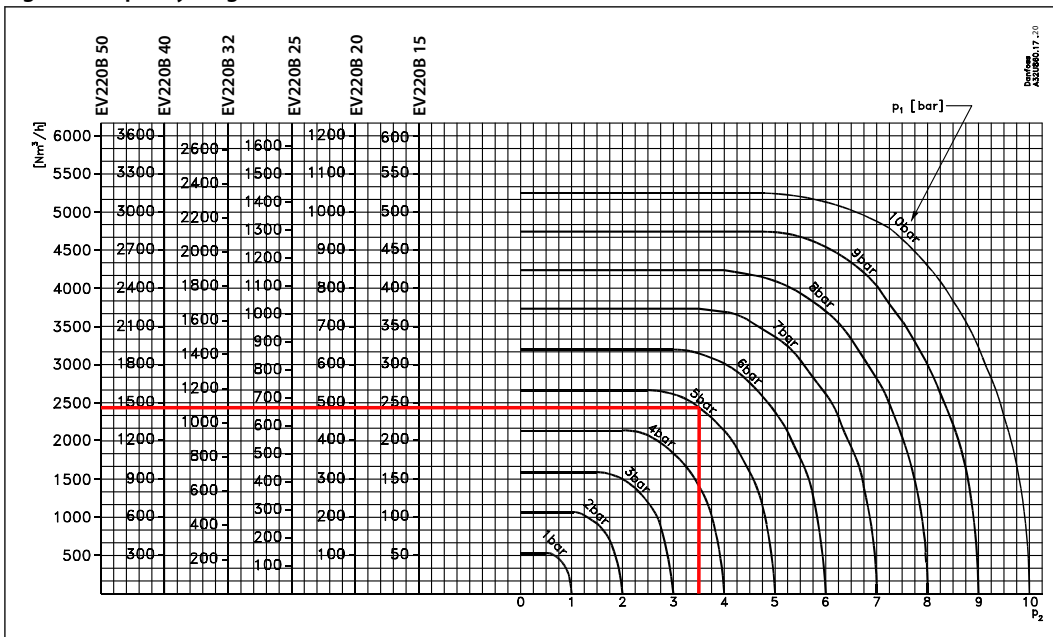 EV220B 50
EV220B 40
EV220B 32
EV220B 25
EV220B 20
EV220B 15
Danfoss
p₁ [bar]
[Nm³/h]
6000 3600 2600 1600 1200 600
5500 3300 2400 1500 1100 550
5000 3000 2200 1400 1000 500
4500 2700 2000 1300 900 450
4000 2400 1800 1200 800 400
3500 2100 1600 1100 700 350
3000 1800 1400 1000 600 300
2500 1500 1200 900 500 250
2000 1200 1000 800 400 200
1500 900 800 700 300 150
1000 600 600 600 200 100
500 300 400 500 100 50
200 400
300
200
100
10bar
9bar
8bar
7bar
6bar
5bar
4bar
3bar
2bar
1bar
0 1 2 3 4 5 6 7 8 9 10
p₂